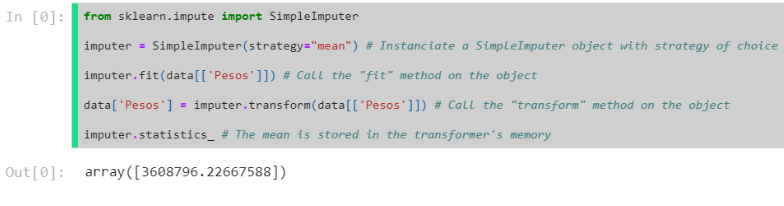 In [0]: from sklearn.impute import SimpleImputer
imputer = SimpleImputer(strategy="mean") # Instanciate a SimpleImputer object with strategy of choice
imputer.fit(data[['Pesos']]) # Call the "fit" method on the object
data['Pesos'] = imputer.transform(data[['Pesos']]) # Call the "transform" method on the object
imputer.statistics_ # The mean is stored in the transformer's memory
Out[0]: array([3608796.22667588])